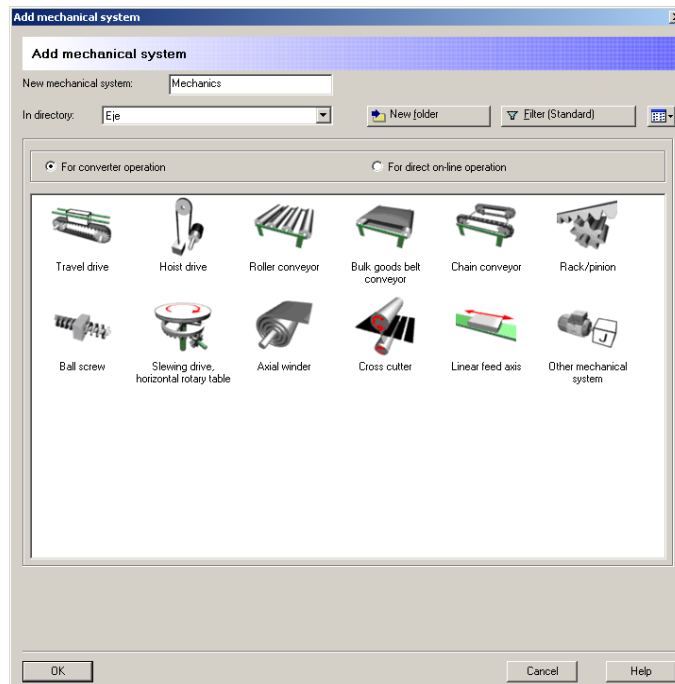 Add mechanical system
Add mechanical system
New mechanical system: Mechanics
In directory: Eje New folder Filter (Standard)
For converter operation For direct on-line operation
Travel drive Hoist drive Roller conveyor Bulk goods belt conveyor Chain conveyor Rack/pinion
Ball screw Slewing drive, horizontal rotary table Axial winder Cross cutter Linear feed axis Other mechanical system
J
OK Cancel Help